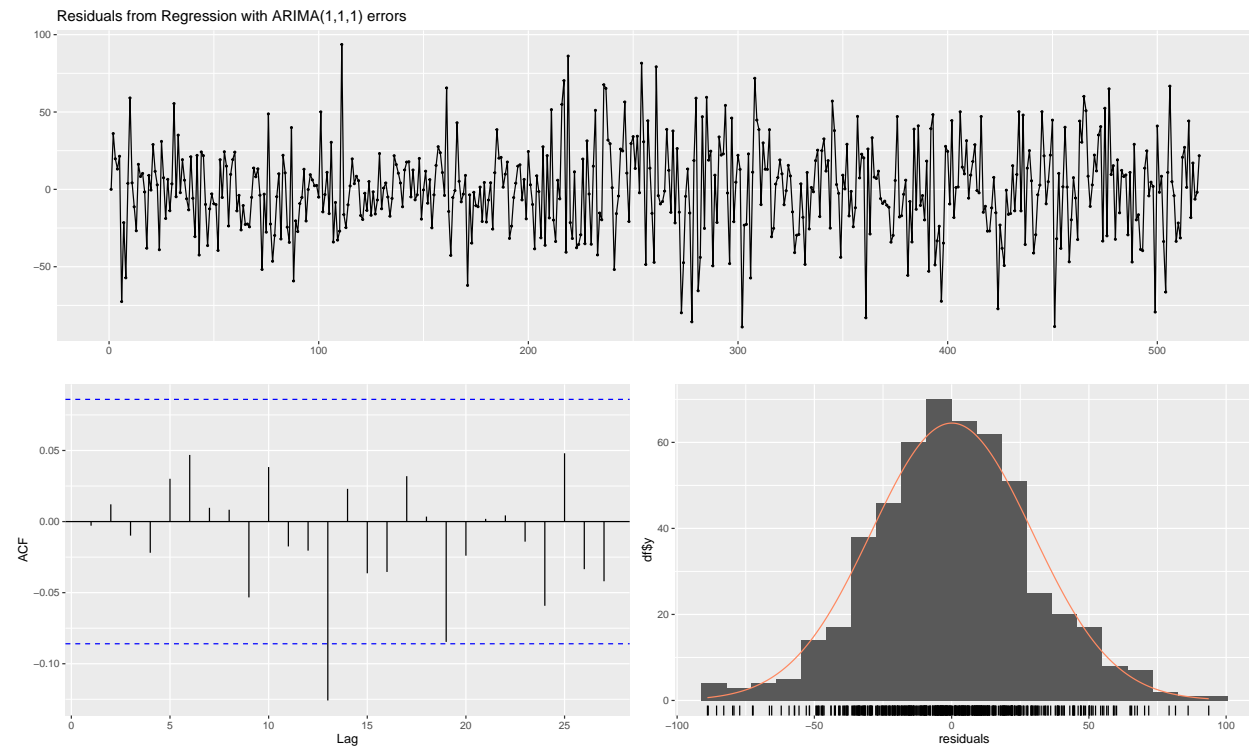 Residuals from Regression with ARIMA(1,1,1) errors
100
50
0
−50
0 100 200 300 400 500
ACF
0.05
0.00
−0.05
−0.10
0 5 10 15 20 25
Lag
df$y
60
40
20
0
−100 −50 0 50 100
residuals